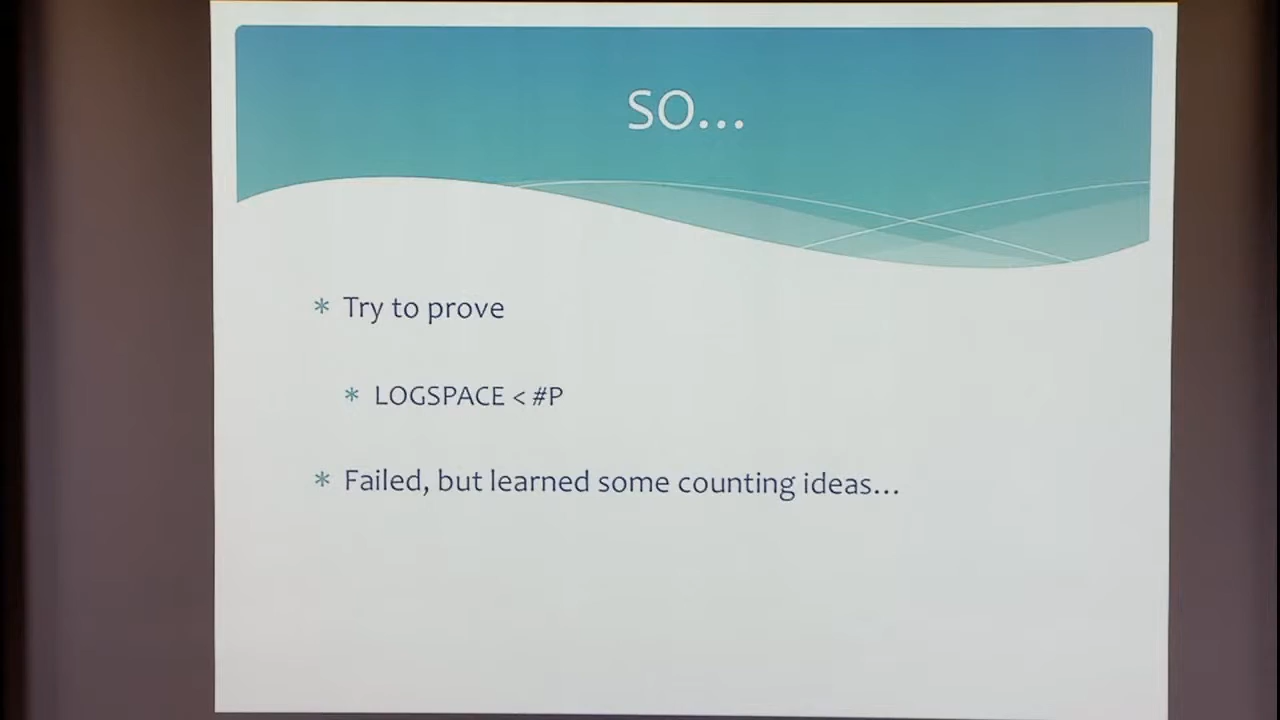 SO...
* Try to prove
* LOGSPACE < #P
* Failed, but learned some counting ideas...